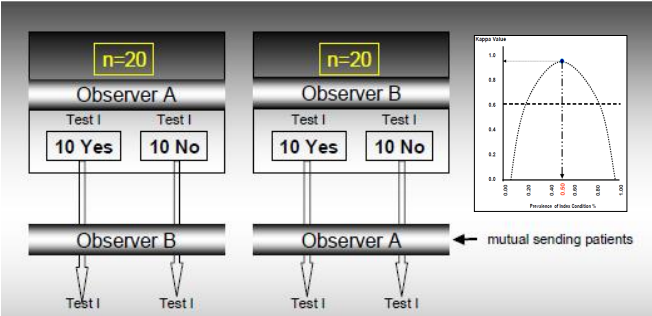 n=20
n=20
Observer A
Observer B
Test I
Test I
Test I
Test I
10 Yes
10 No
10 Yes
10 No
Observer B
Observer A
mutual sending patients
Test I
Test I
Test I
Test I
Kappa Value
1.0
0.8
0.6
0.4
0.2
0.0
0.00
0.20
0.40
0.50
0.60
0.80
1.00
Prevalence of Index Condition %